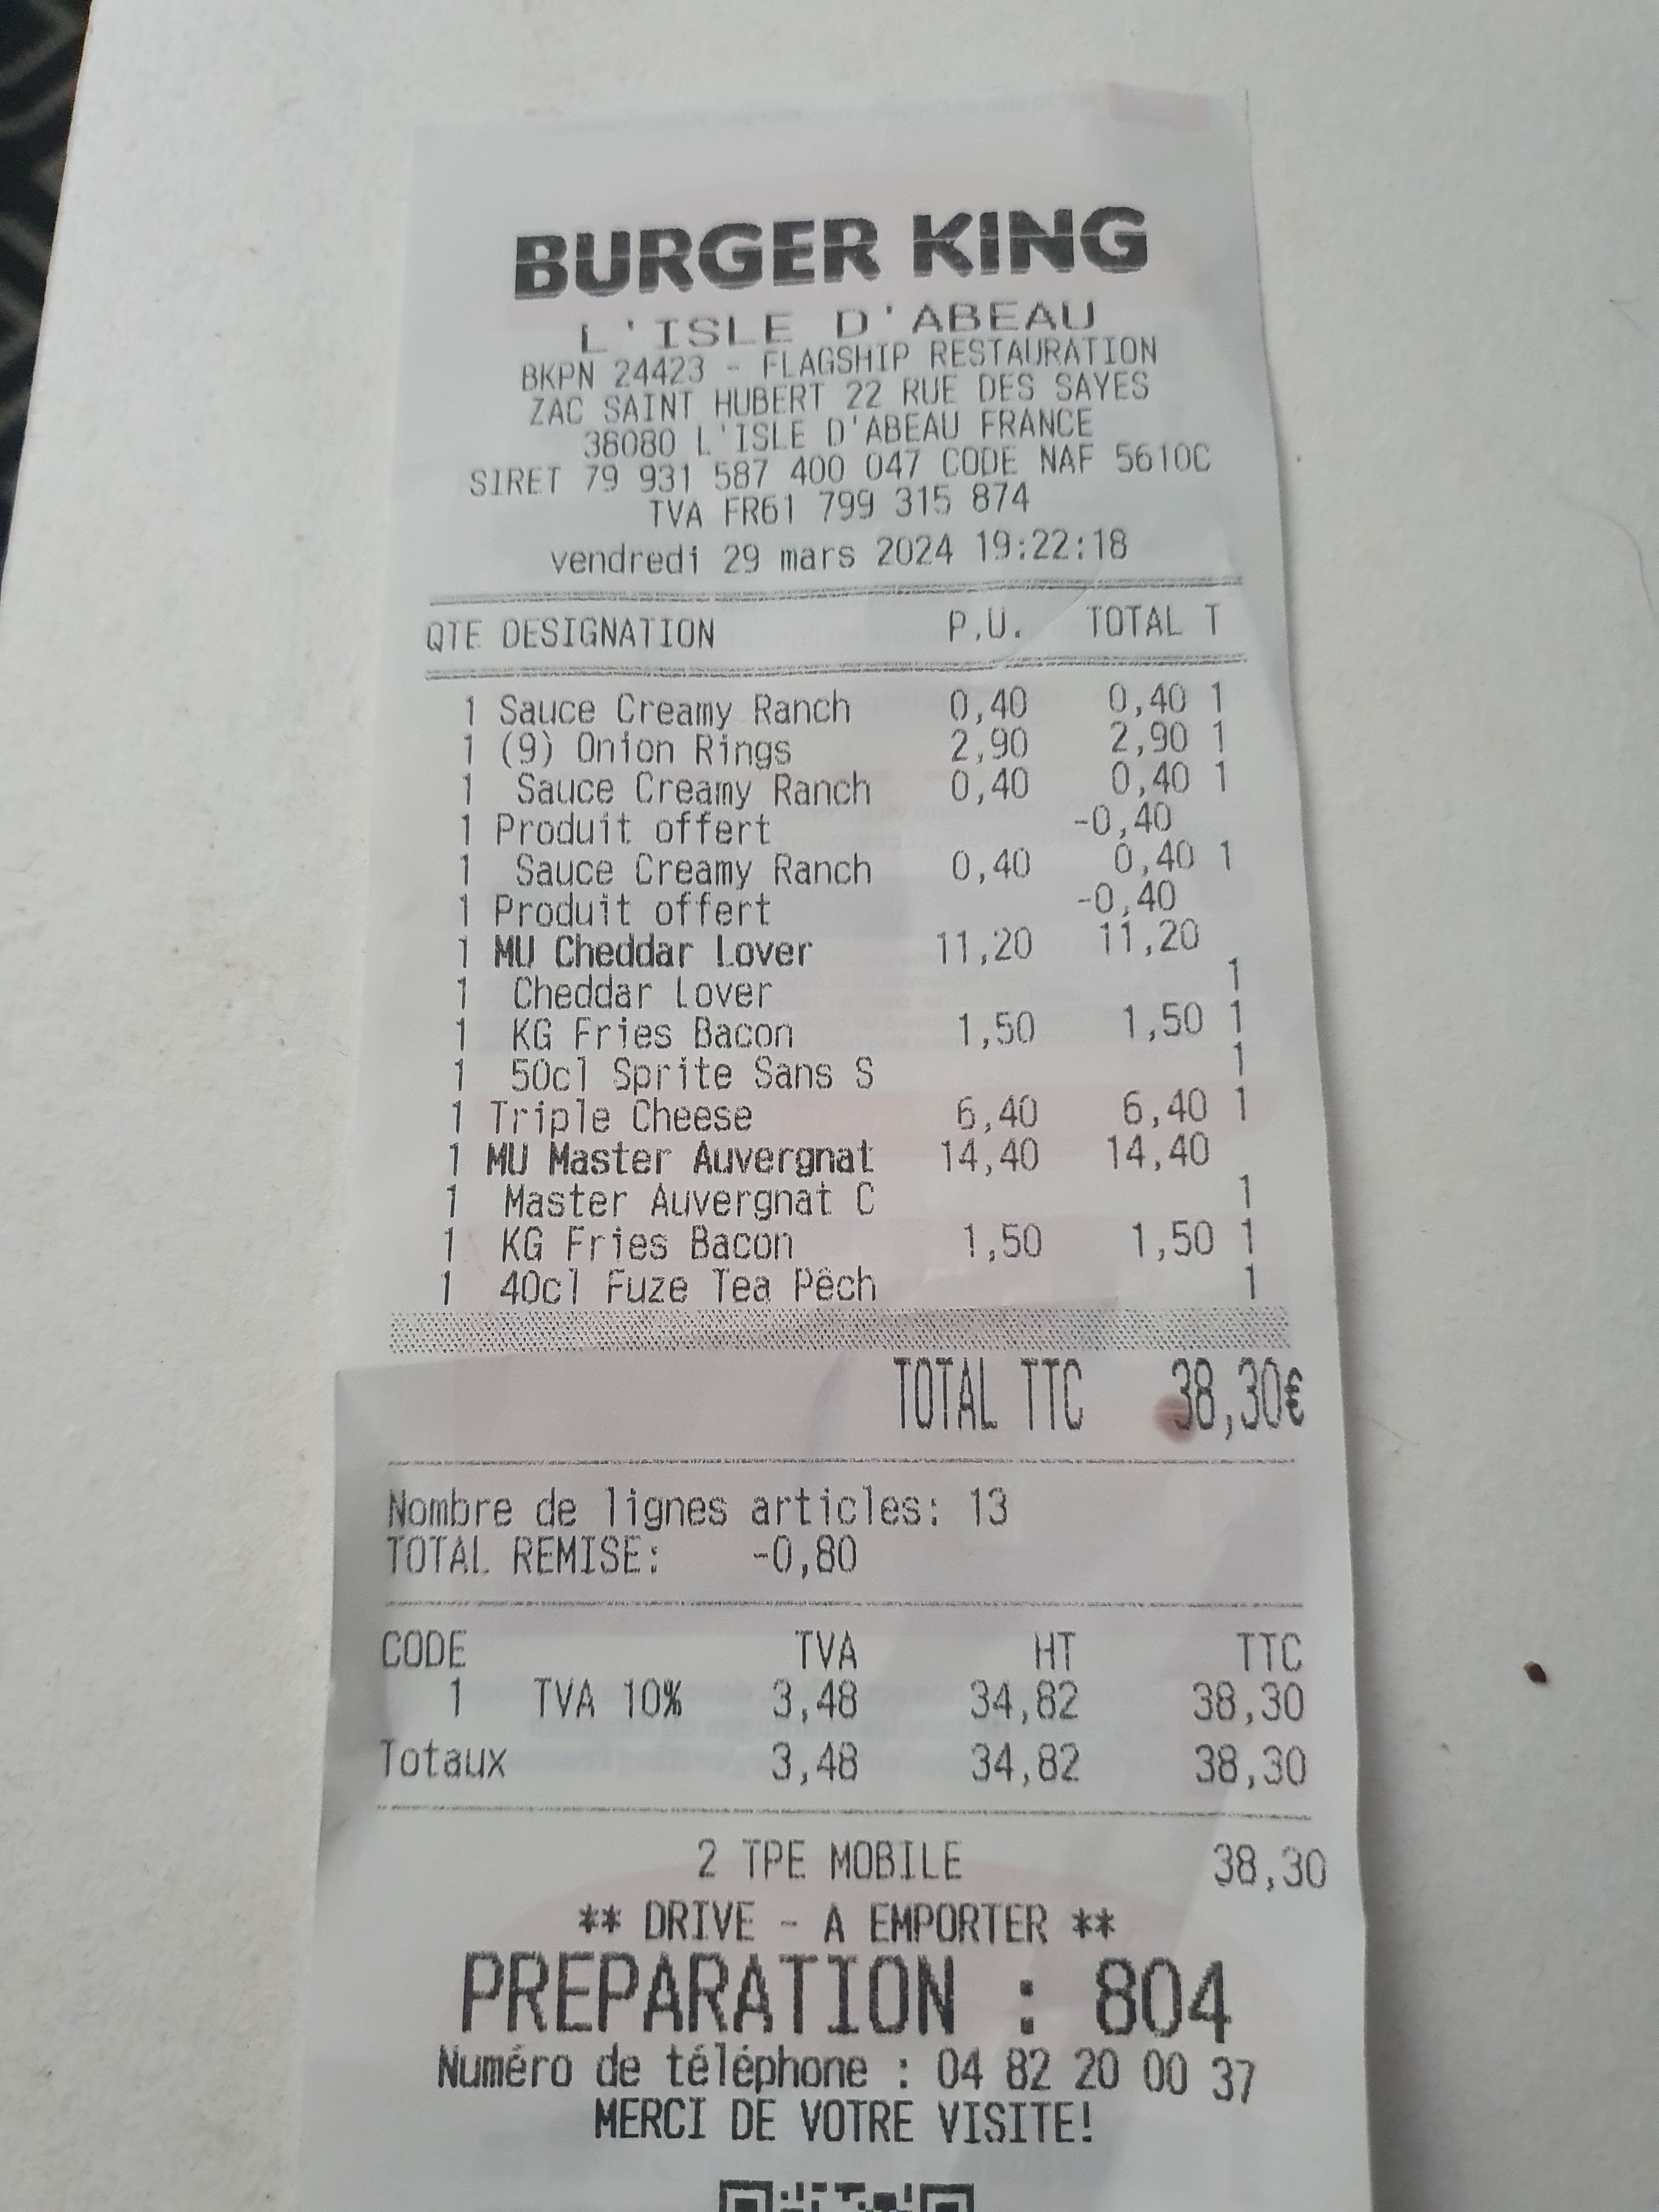 BURGER KING
L'ISLE D'ABEAU
BKPN 24423 - FLAGSHIP RESTAURATION
ZAC SAINT HUBERT 22 RUE DES SAYES
38080 L'ISLE D'ABEAU FRANCE
SIRET 79 931 587 400 047 CODE NAF 5610C
TVA FR61 799 315 874
vendredi 29 mars 2024 19:22:18
QTE DESIGNATION P.U. TOTAL T
1 Sauce Creamy Ranch 0,40 0,40 1
1 (9) Onion Rings 2,90 2,90 1
1 Sauce Creamy Ranch 0,40 0,40 1
1 Produit offert -0,40
1 Sauce Creamy Ranch 0,40 0,40 1
1 Produit offert -0,40
1 MU Cheddar Lover 11,20 11,20
1 Cheddar Lover 1
1 KG Fries Bacon 1,50 1,50 1
1 50cl Sprite Sans S 1
1 Triple Cheese 6,40 6,40 1
1 MU Master Auvergnat 14,40 14,40
1 Master Auvergnat C 1
1 KG Fries Bacon 1,50 1,50 1
1 40cl Fuze Tea Pêch 1
TOTAL TTC 38,30€
Nombre de lignes articles: 13
TOTAL REMISE: -0,80
CODE TVA HT TTC
1 TVA 10% 3,48 34,82 38,30
Totaux 3,48 34,82 38,30
2 TPE MOBILE 38,30
** DRIVE - A EMPORTER **
PREPARATION : 804
Numéro de téléphone : 04 82 20 00 37
MERCI DE VOTRE VISITE!